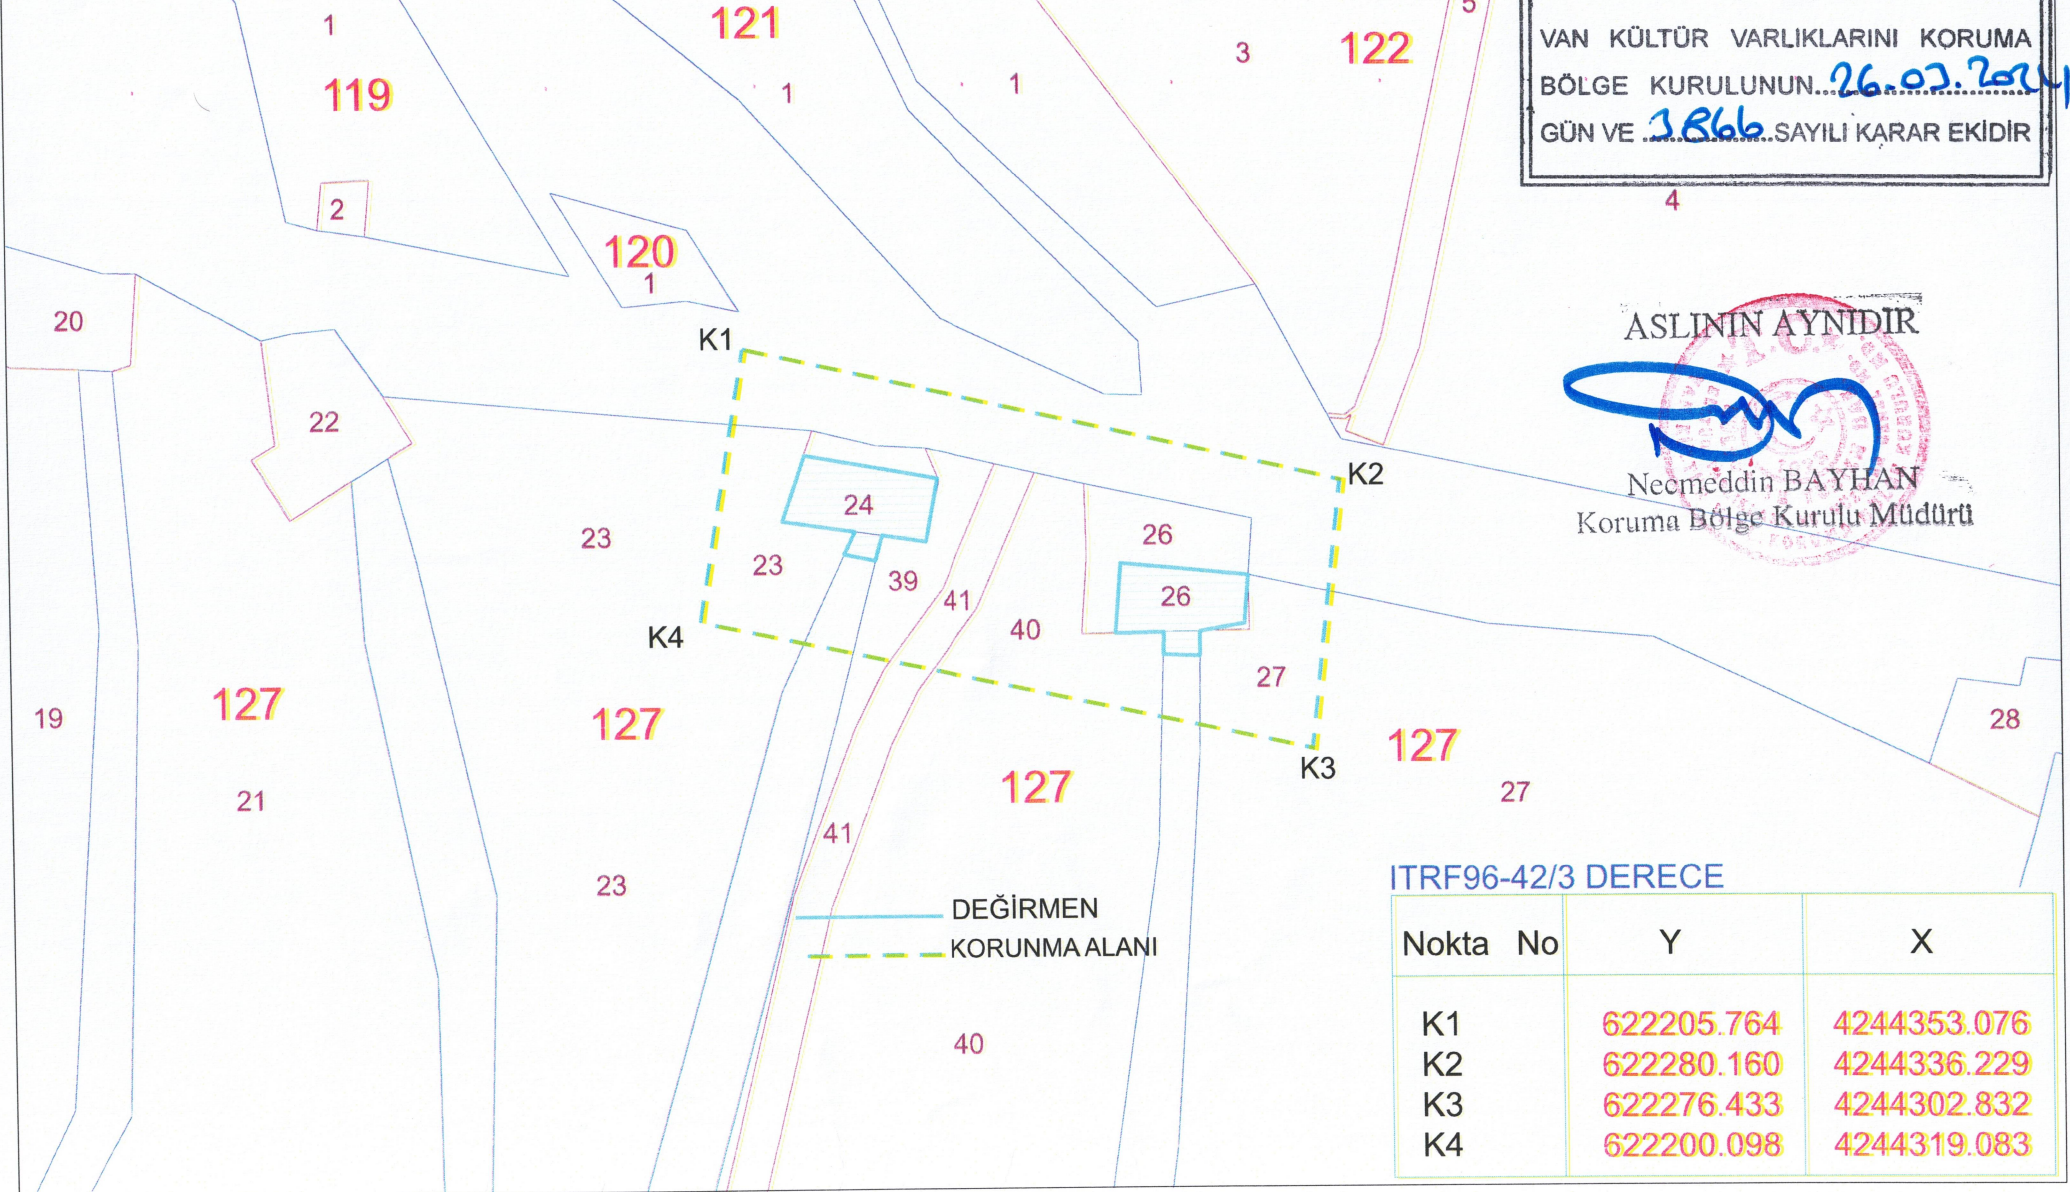 1
119
2
121
1
1
3
122
5
VAN KÜLTÜR VARLIKLARINI KORUMA
BÖLGE KURULUNUN..26.03.2024
GÜN VE ..3866..SAYILI KARAR EKİDİR
4
120
1
20
22
K1
K2
K3
K4
ASLININ AYNIDIR
Necmeddin BAYHAN
Koruma Bölge Kurulu Müdürü
23
24
23
39
41
40
26
26
27
19
127
21
127
23
41
127
127
27
28
40
DEĞİRMEN
KORUNMA ALANI
ITRF96-42/3 DERECE
Nokta No Y X
K1 622205.764 4244353.076
K2 622280.160 4244336.229
K3 622276.433 4244302.832
K4 622200.098 4244319.083